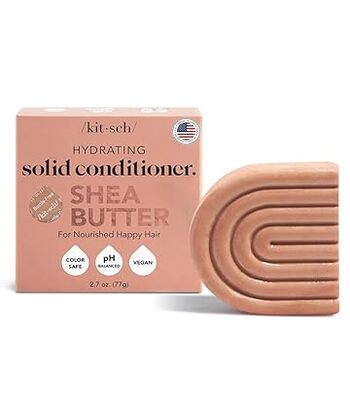 /kit·sch/
HYDRATING
solid conditioner.
SHEA
BUTTER
For Nourished Happy Hair
COLOR
SAFE
pH
BALANCED
VEGAN
2.7 oz. (77g)